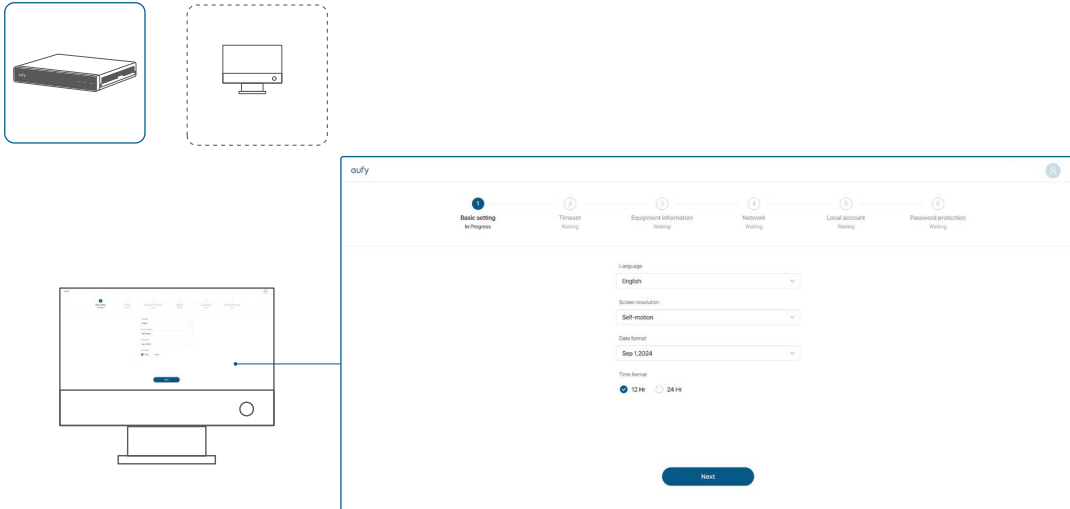 eufy
eufy
1 2 3 4 5 6
Basic setting Timeset Equipment information Network Local account Password protection
In Progress Waiting Waiting Waiting Waiting Waiting
Language
English
Screen resolution
Self-motion
Date format
Sep 1,2024
Time format
12 Hr 24 Hr
Next